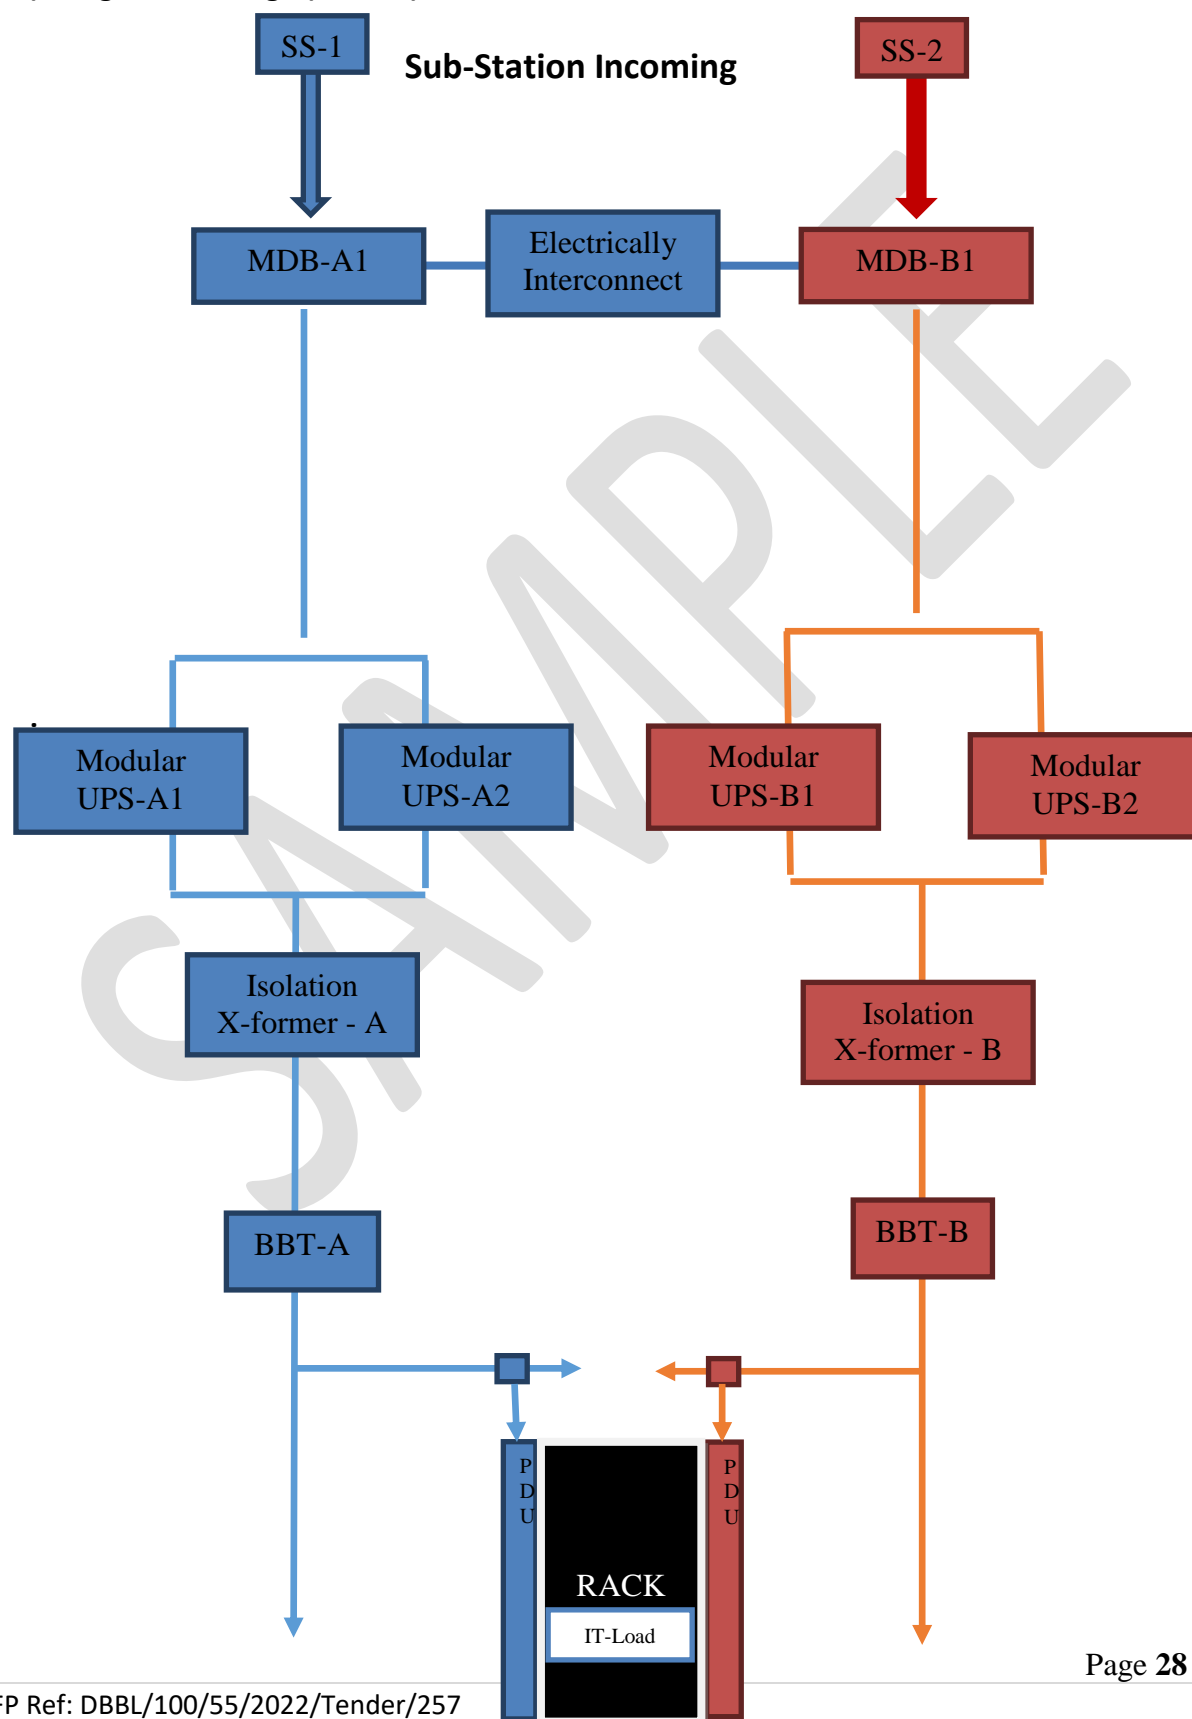 SS-1
SS-2
Sub-Station Incoming
MDB-A1
Electrically
Interconnect
MDB-B1
Modular
UPS-A1
Modular
UPS-A2
Modular
UPS-B1
Modular
UPS-B2
Isolation
X-former - A
Isolation
X-former - B
BBT-A
BBT-B
P
D
U
P
D
U
RACK
IT-Load
SAMPLE
Page 28
FP Ref: DBBL/100/55/2022/Tender/257